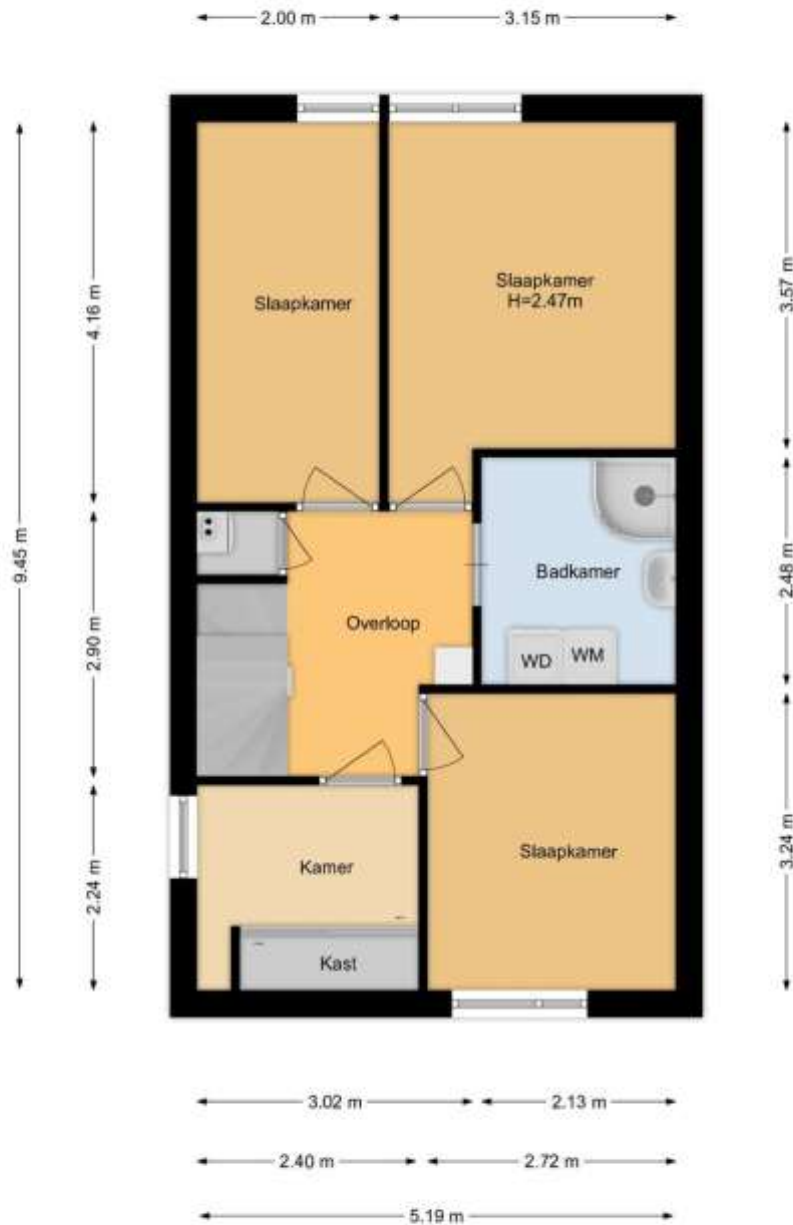 2.00 m
3.15 m
4.16 m
9.45 m
2.90 m
2.24 m
3.57 m
2.48 m
3.24 m
Slaapkamer
Slaapkamer
H=2.47m
Badkamer
Overloop
WD
WM
Slaapkamer
Kamer
Kast
3.02 m
2.13 m
2.40 m
2.72 m
5.19 m